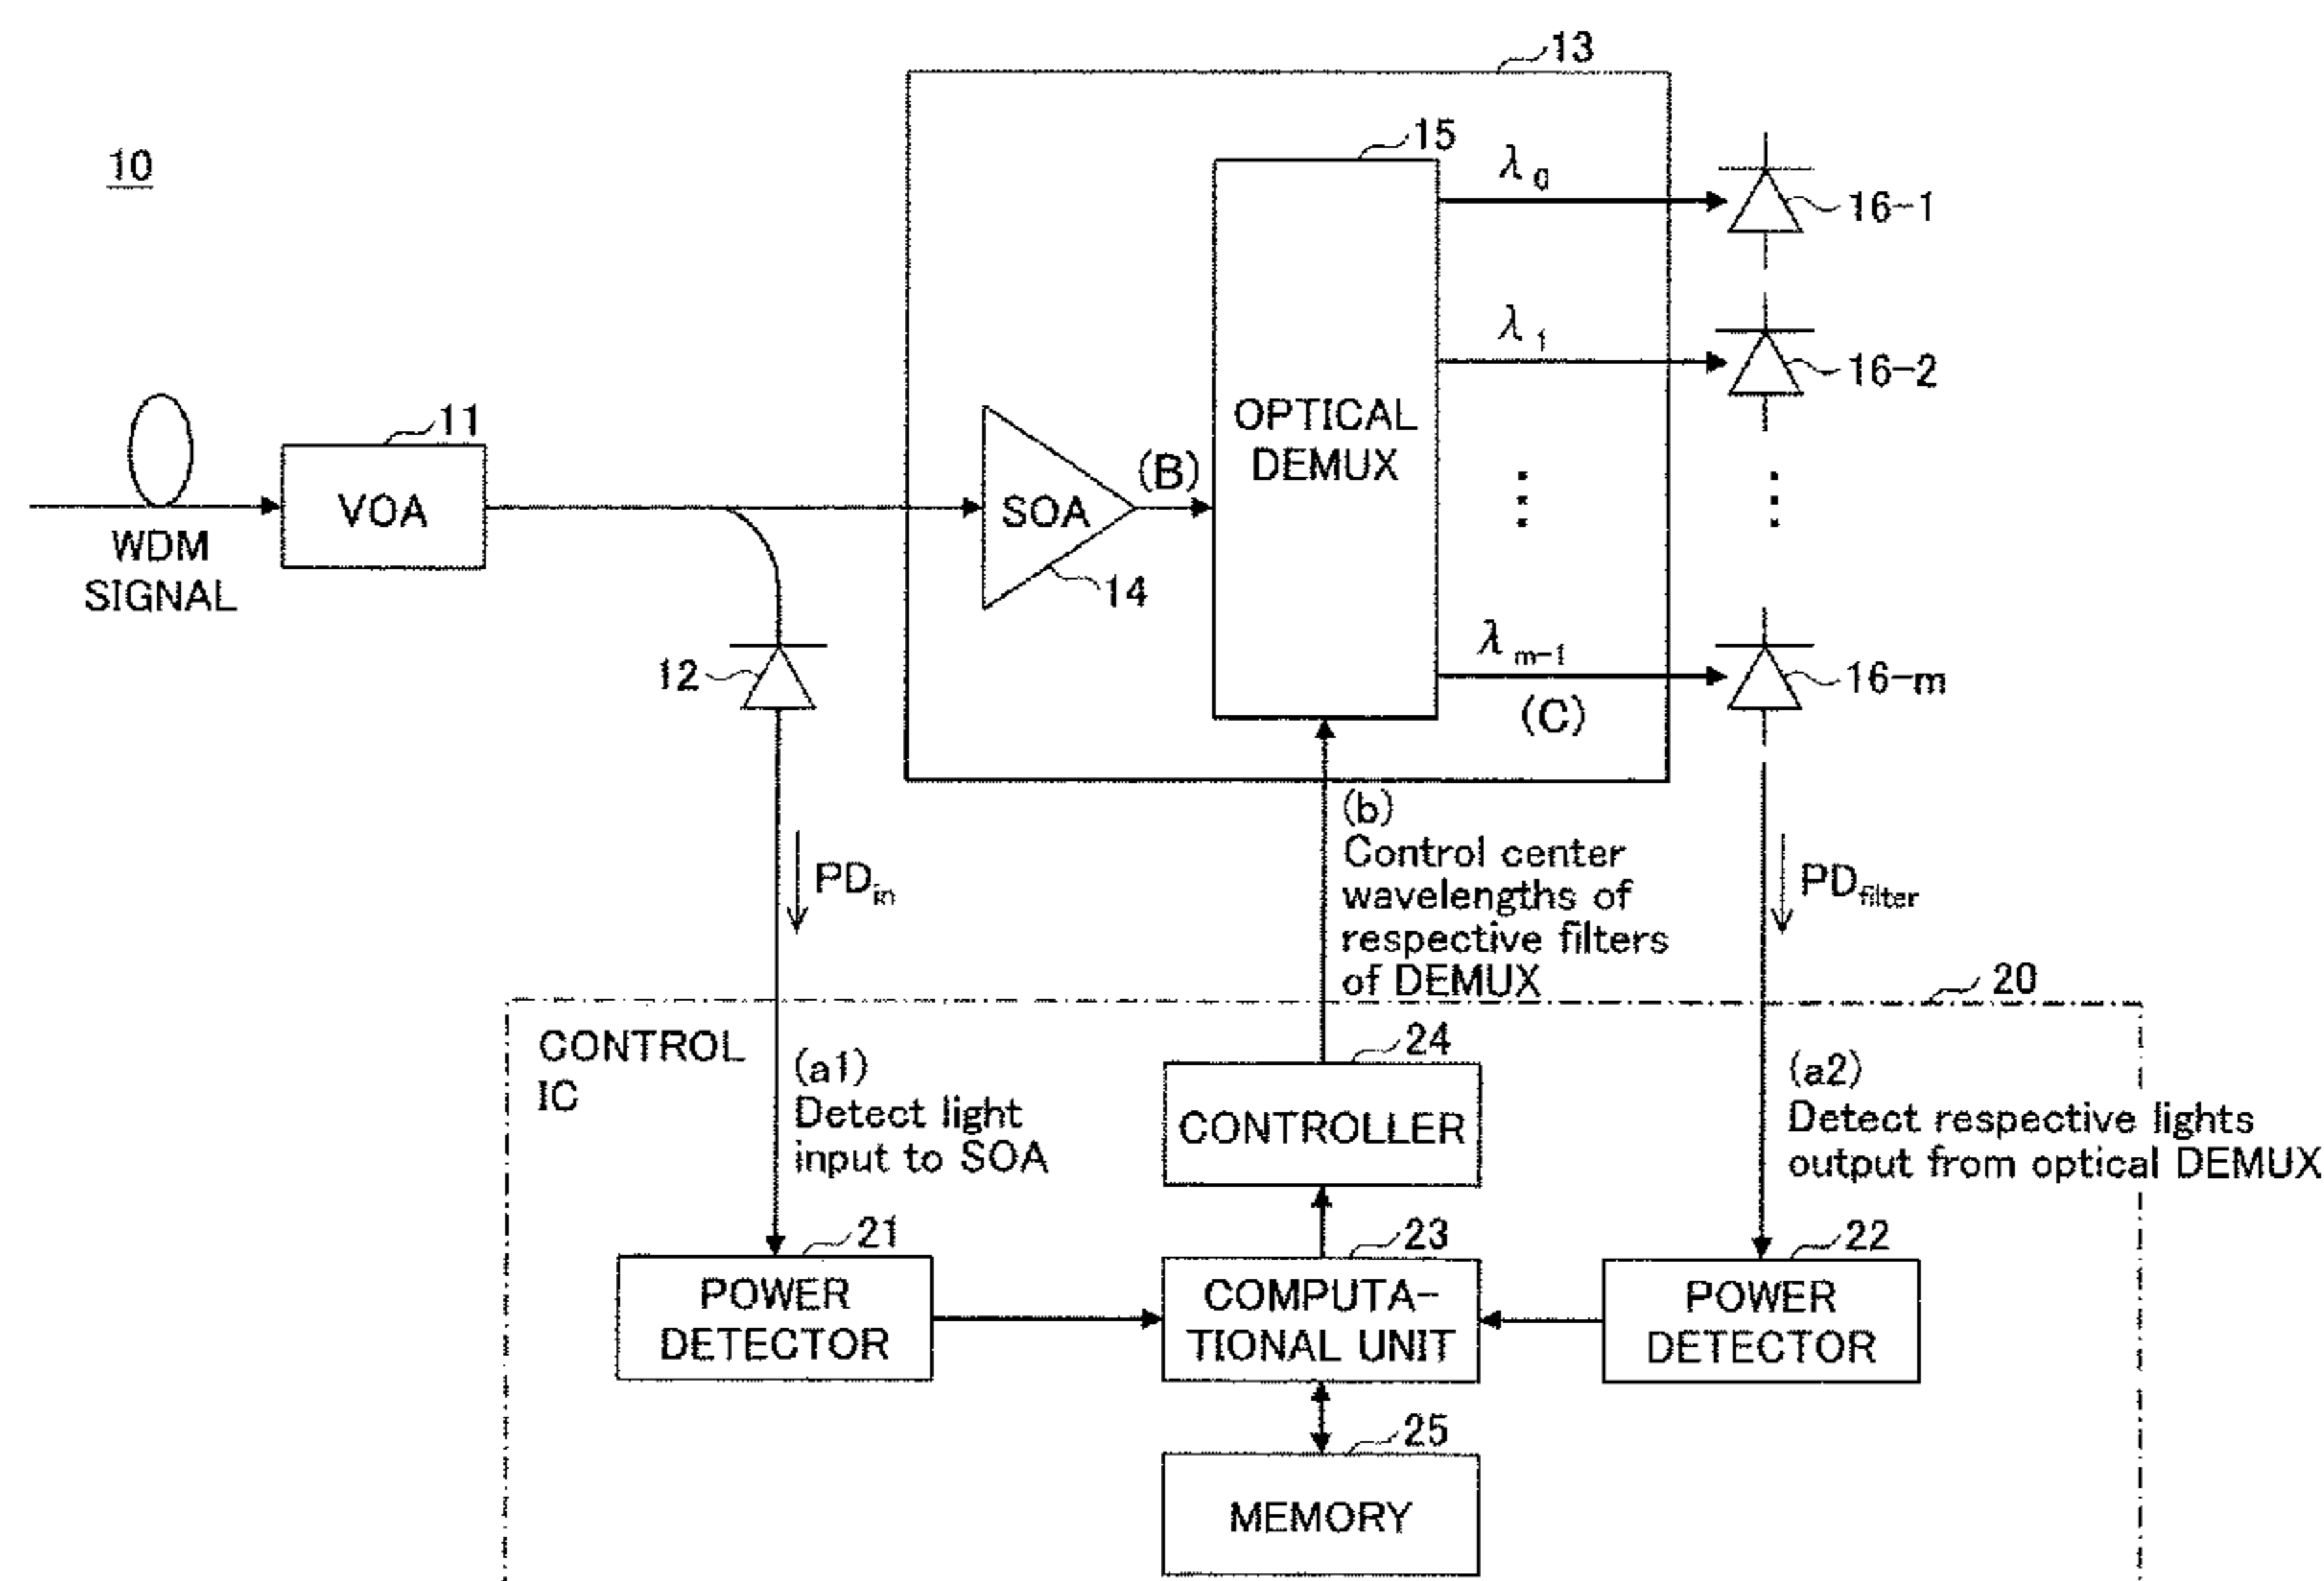 13
15
10
λ0
16-1
λ1
16-2
11
OPTICAL
DEMUX
(B)
VOA
SOA
WDM
SIGNAL
14
λm-1
12
16-m
(C)
(b)
Control center
wavelengths of
respective filters
of DEMUX
PDin
PDfilter
20
CONTROL
IC
24
(a1)
Detect light
input to SOA
CONTROLLER
(a2)
Detect respective lights
output from optical DEMUX
21
23
22
POWER
DETECTOR
COMPUTA-
TIONAL UNIT
POWER
DETECTOR
25
MEMORY